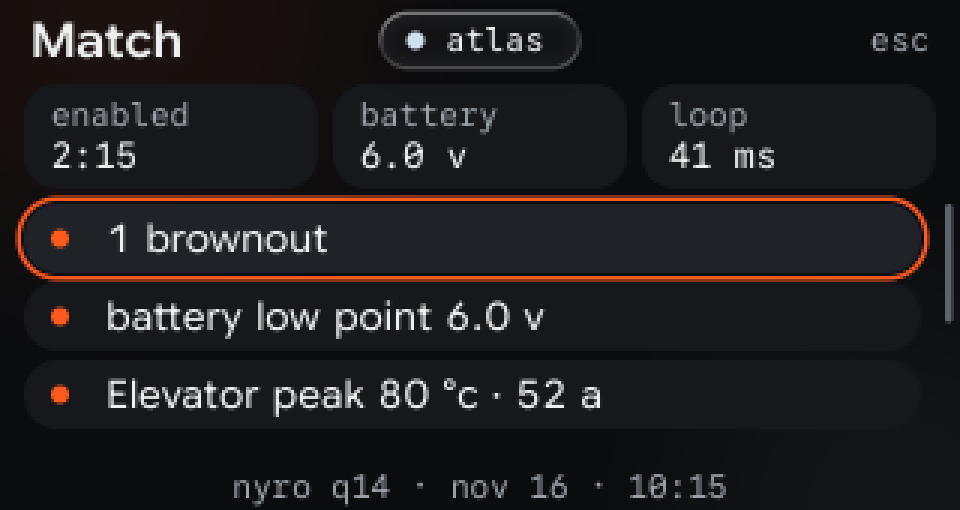 Match
atlas
esc
enabled
2:15
battery
6.0 v
loop
41 ms
1 brownout
battery low point 6.0 v
Elevator peak 80 °c · 52 a
nyro q14 · nov 16 · 10:15